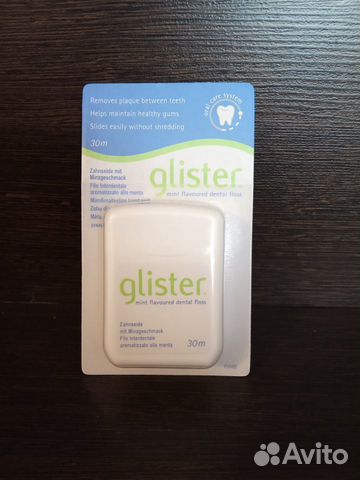 Removes plaque between teeth
Helps maintain healthy gums
Slides easily without shredding
oral care system
30m
glister
mint flavoured dental floss
Zahnseide mit
Minzgeschmack
Filo Interdentale
aromatizzato alla menta
glister
mint flavoured dental floss
Zahnseide
mit Minzgeschmack
Filo Interdentale
aromatizzato alla menta
30m
Avito